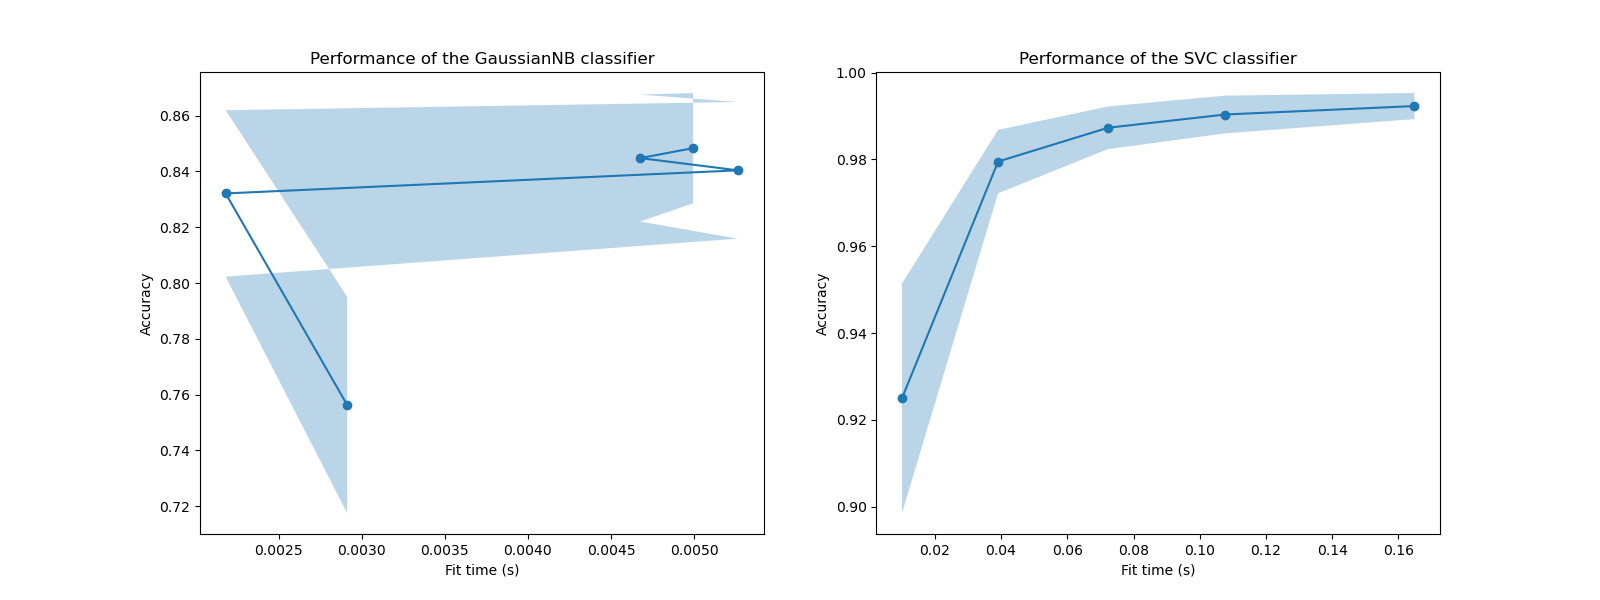 Performance of the GaussianNB classifier
Accuracy
0.86
0.84
0.82
0.80
0.78
0.76
0.74
0.72
0.0025 0.0030 0.0035 0.0040 0.0045 0.0050
Fit time (s)
Performance of the SVC classifier
Accuracy
1.00
0.98
0.96
0.94
0.92
0.90
0.02 0.04 0.06 0.08 0.10 0.12 0.14 0.16
Fit time (s)